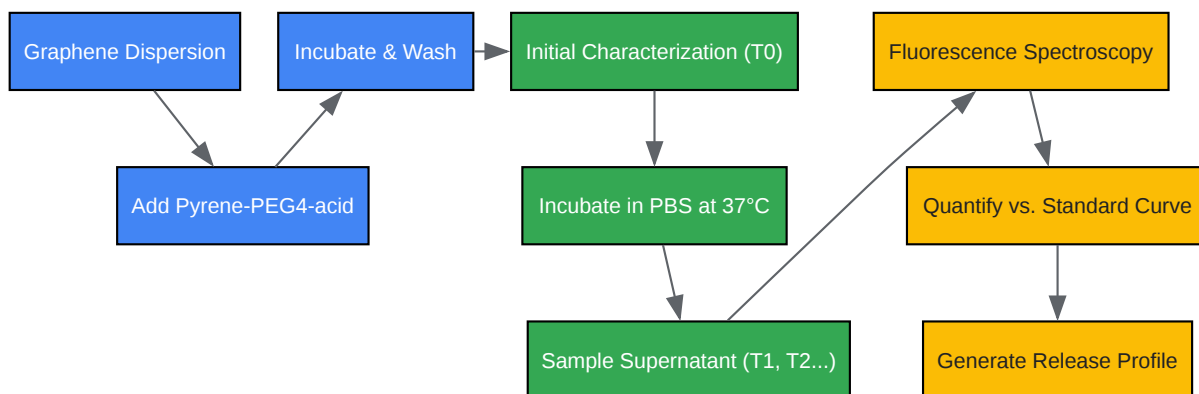 Graphene Dispersion
Add Pyrene-PEG4-acid
Incubate & Wash
Initial Characterization (T0)
Incubate in PBS at 37°C
Sample Supernatant (T1, T2...)
Fluorescence Spectroscopy
Quantify vs. Standard Curve
Generate Release Profile